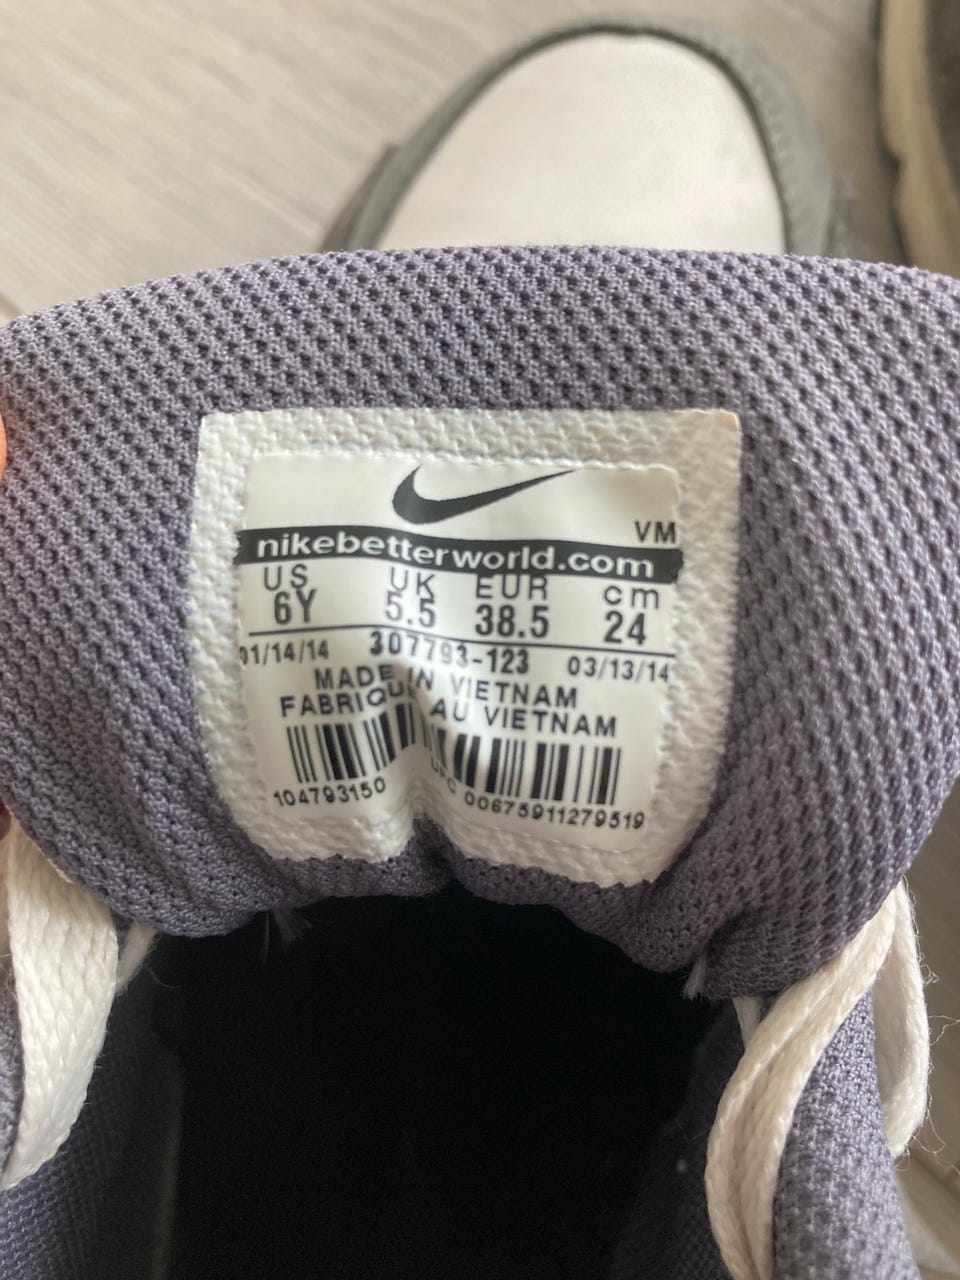 VM
nikebetterworld.com
US UK EUR cm
6Y 5.5 38.5 24
01/14/14 307793-123 03/13/14
MADE IN VIETNAM
FABRIQU AU VIETNAM
104793150 UPC 00675911279519